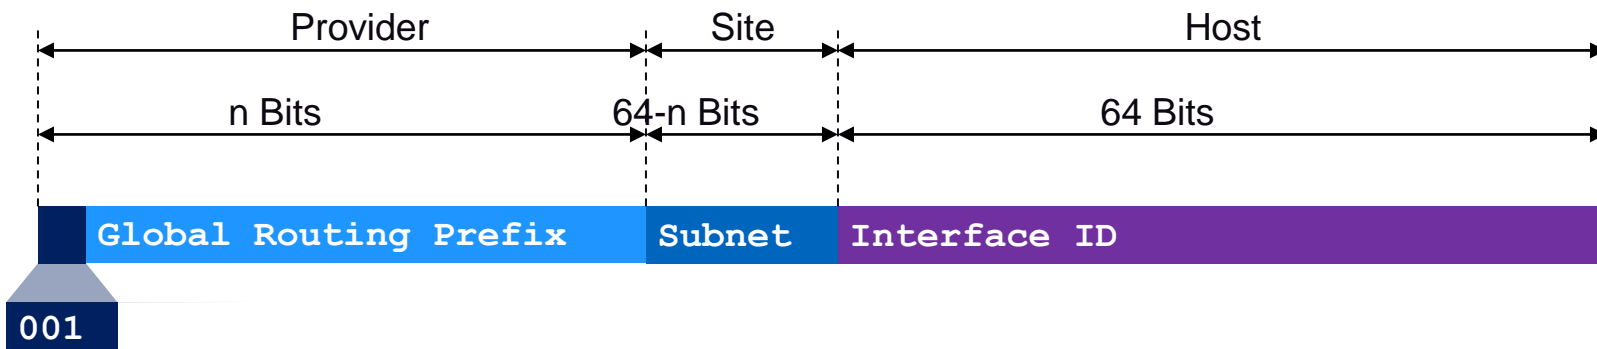 Provider Site Host
n Bits 64-n Bits 64 Bits
Global Routing Prefix Subnet Interface ID
001